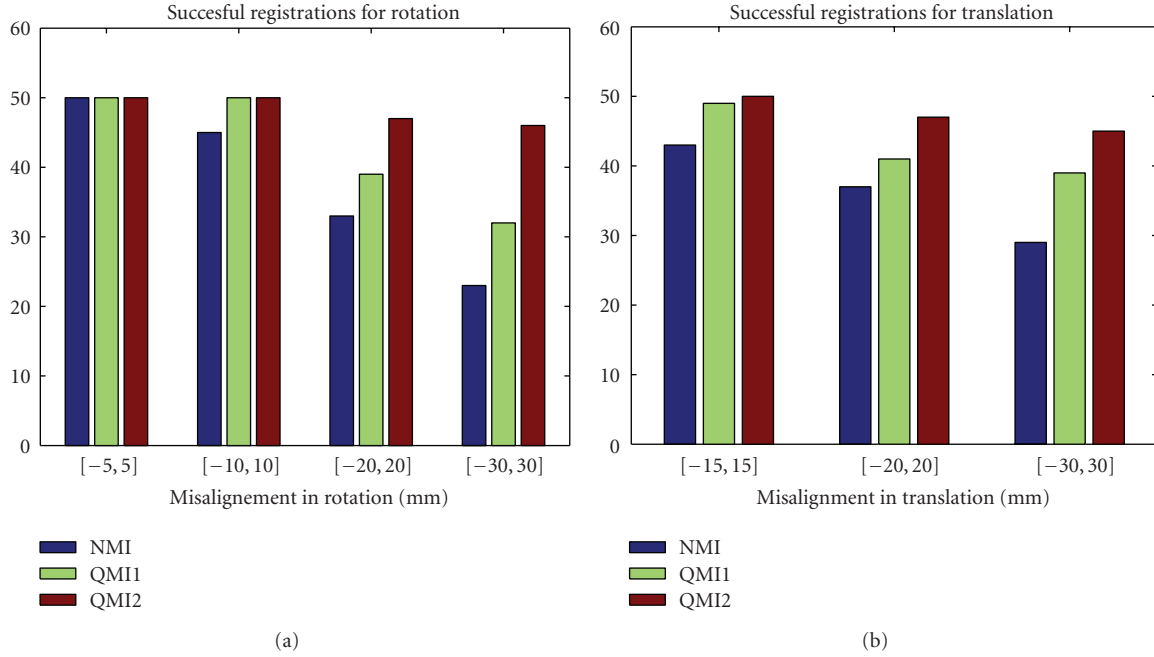 Succesful registrations for rotation
60
50
40
30
20
10
0
[−5, 5] [−10, 10] [−20, 20] [−30, 30]
Misalignement in rotation (mm)
NMI
QMI1
QMI2
(a)
Successful registrations for translation
60
50
40
30
20
10
0
[−15, 15] [−20, 20] [−30, 30]
Misalignment in translation (mm)
NMI
QMI1
QMI2
(b)